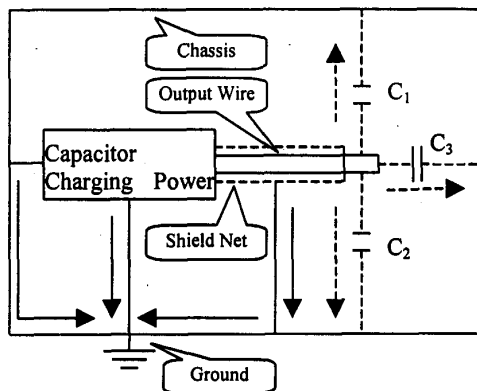 Chassis
Output Wire
C1
C3
Capacitor
Charging Power
Shield Net
C2
Ground